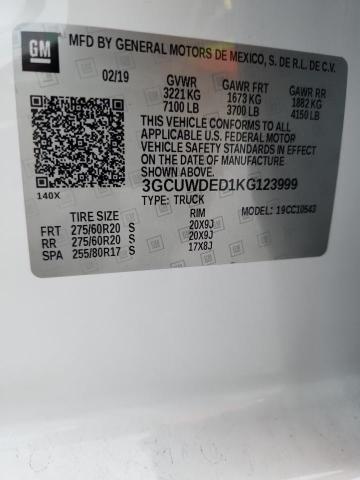 GM
MFD BY GENERAL MOTORS DE MEXICO, S. DE R.L. DE C.V.
02/19 GVWR GAWR FRT GAWR RR
3221 KG 1673 KG 1882 KG
7100 LB 3700 LB 4150 LB
THIS VEHICLE CONFORMS TO ALL
APPLICABLE U.S. FEDERAL MOTOR
VEHICLE SAFETY STANDARDS IN
EFFECT ON THE DATE OF MANUFACTURE
SHOWN ABOVE.
140X 3GCUWDED1KG123999
TYPE: TRUCK MODEL: 19CC10543
TIRE SIZE RIM
FRT 275/60R20 S 20X9J
RR 275/60R20 S 20X9J
SPA 255/80R17 S 17X8J